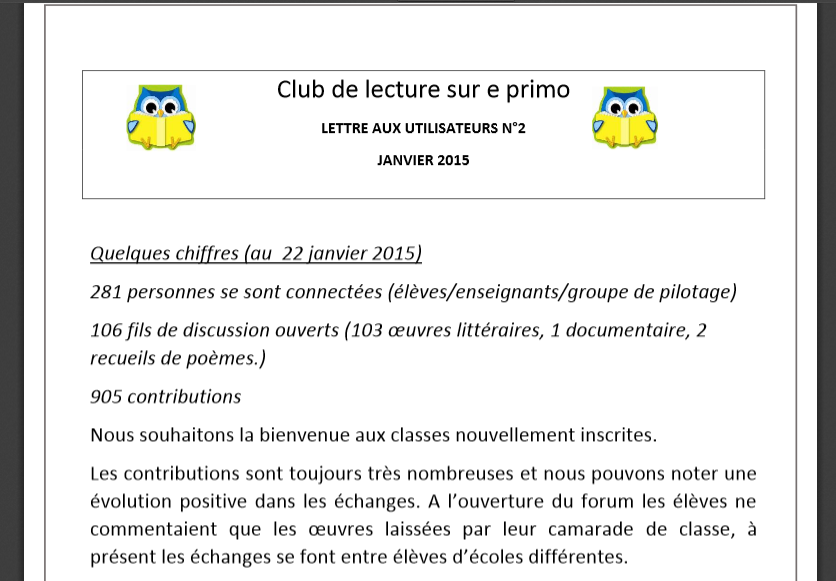 Club de lecture sur e primo
LETTRE AUX UTILISATEURS N°2
JANVIER 2015
Quelques chiffres (au  22 janvier 2015)
281 personnes se sont connectées (élèves/enseignants/groupe de pilotage)
106 fils de discussion ouverts (103 œuvres littéraires, 1 documentaire, 2
recueils de poèmes.)
905 contributions
Nous souhaitons la bienvenue aux classes nouvellement inscrites.
Les contributions sont toujours très nombreuses et nous pouvons noter une
évolution positive dans les échanges. A l’ouverture du forum les élèves ne
commentaient que les œuvres laissées par leur camarade de classe, à
présent les échanges se font entre élèves d’écoles différentes.